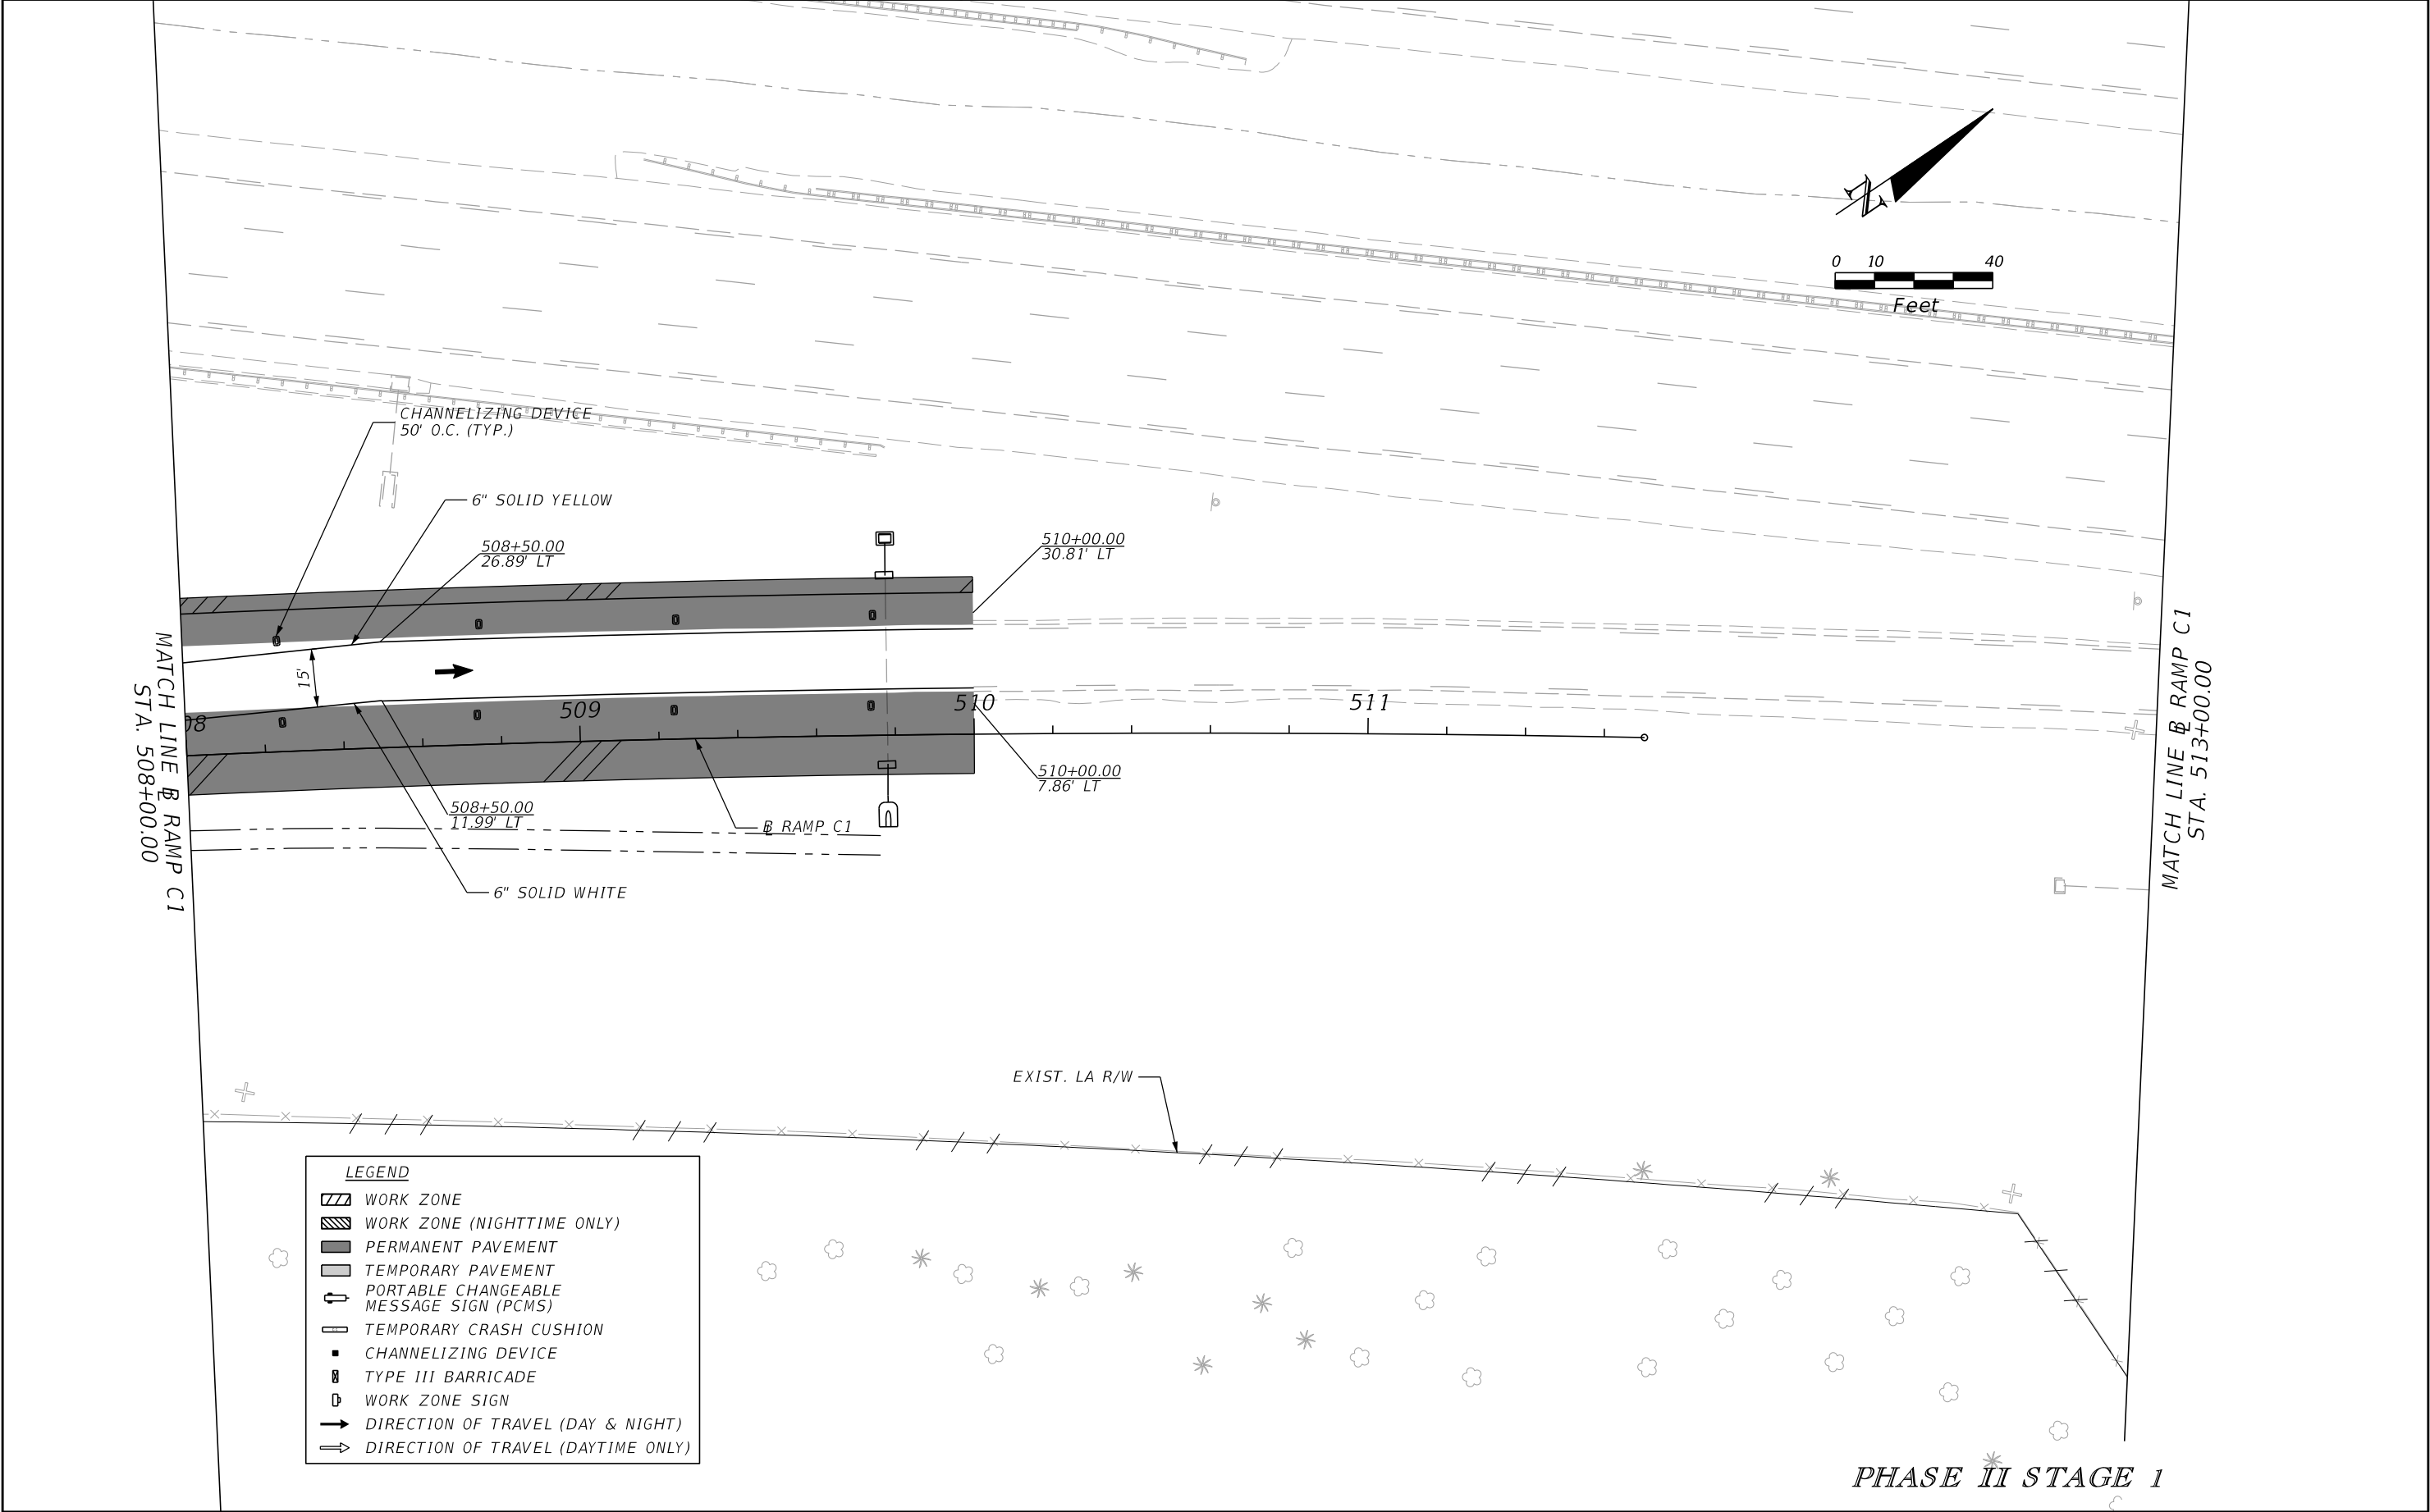 N
0 10 40
Feet
CHANNELIZING DEVICE
50' O.C. (TYP.)
6" SOLID YELLOW
508+50.00
26.89' LT
510+00.00
30.81' LT
15'
08
509
510
511
MATCH LINE ℄ RAMP C1
STA. 508+00.00
MATCH LINE ℄ RAMP C1
STA. 513+00.00
510+00.00
7.86' LT
508+50.00
11.99' LT
℄ RAMP C1
6" SOLID WHITE
EXIST. LA R/W
LEGEND
WORK ZONE
WORK ZONE (NIGHTTIME ONLY)
PERMANENT PAVEMENT
TEMPORARY PAVEMENT
PORTABLE CHANGEABLE
MESSAGE SIGN (PCMS)
TEMPORARY CRASH CUSHION
CHANNELIZING DEVICE
TYPE III BARRICADE
WORK ZONE SIGN
DIRECTION OF TRAVEL (DAY & NIGHT)
DIRECTION OF TRAVEL (DAYTIME ONLY)
PHASE II STAGE 1